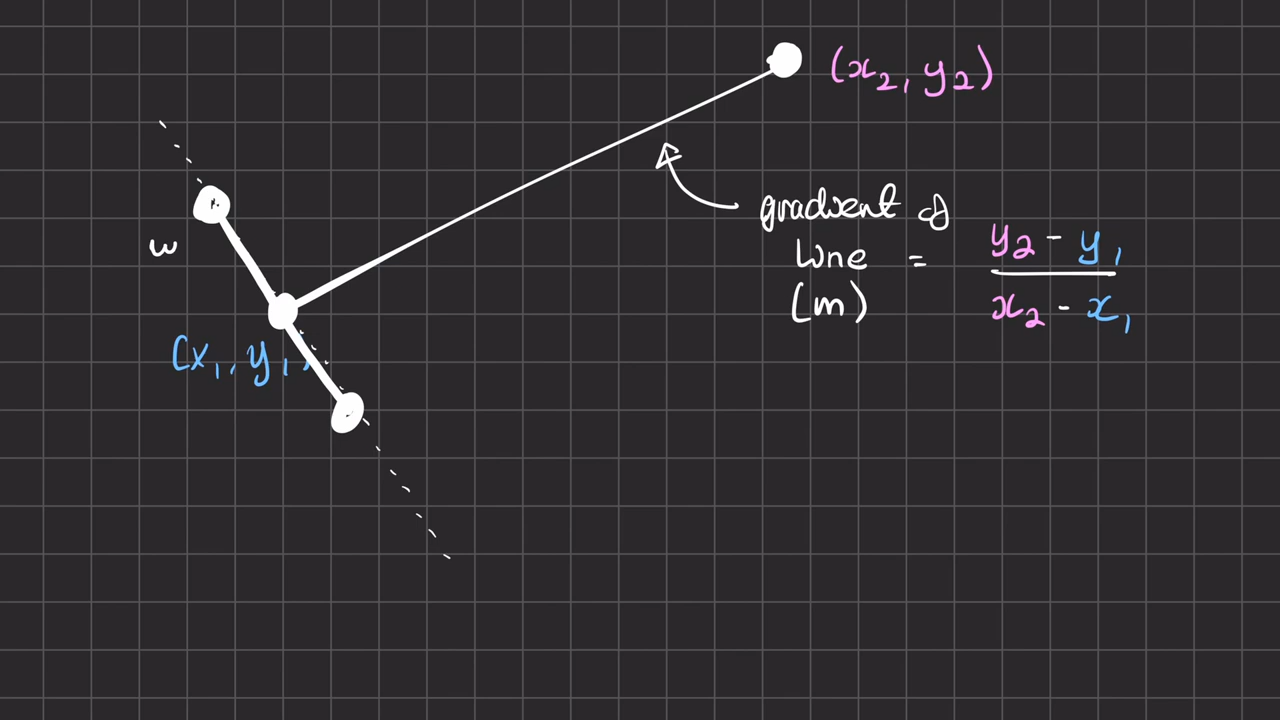 (x₂, y₂)
gradient of
line = y₂ - y₁ / x₂ - x₁
(m)
w
(x₁, y₁)